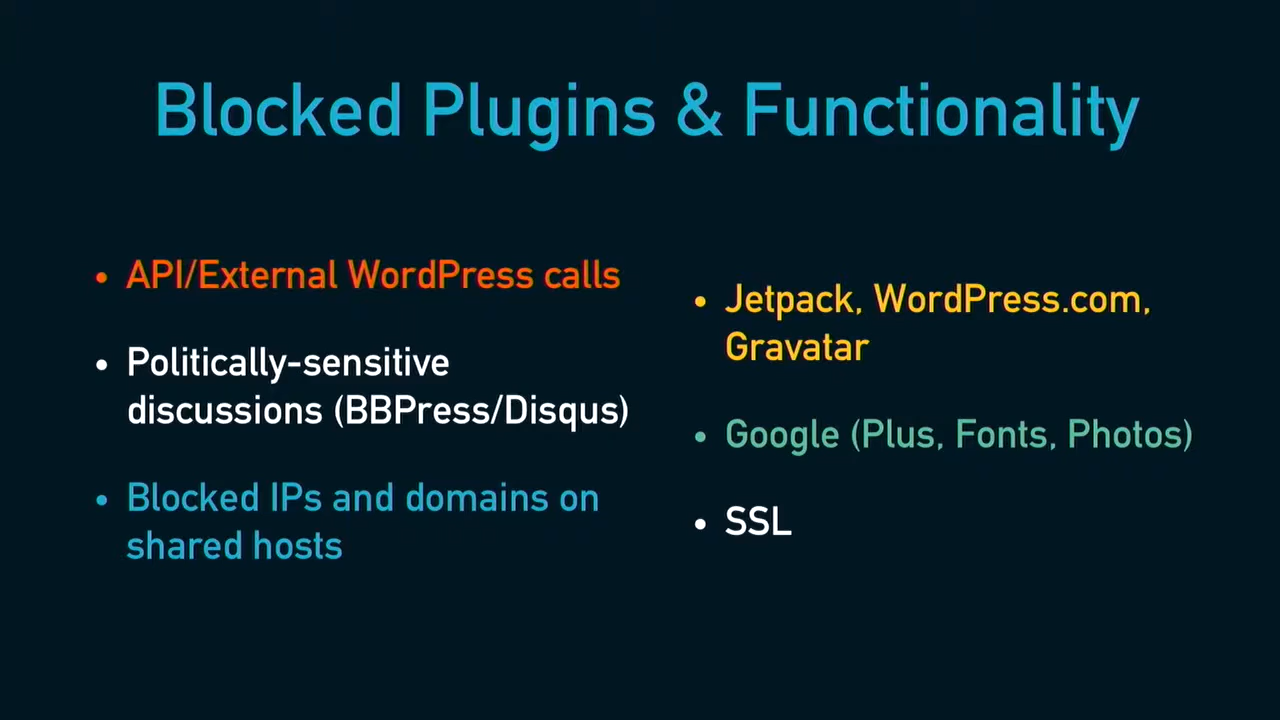 Blocked Plugins & Functionality
• API/External WordPress calls
• Politically-sensitive
discussions (BBPress/Disqus)
• Blocked IPs and domains on
shared hosts
• Jetpack, WordPress.com,
Gravatar
• Google (Plus, Fonts, Photos)
• SSL